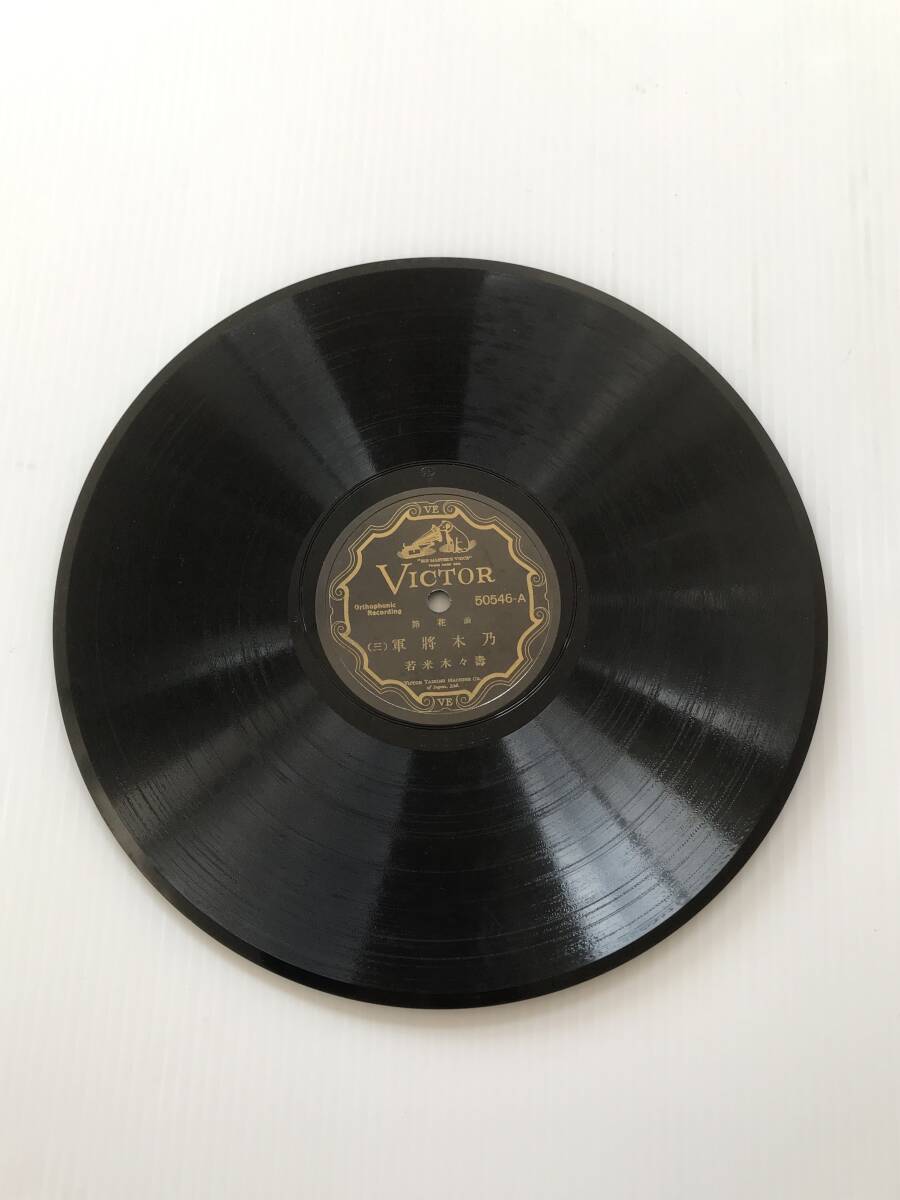 VE
"HIS MASTER'S VOICE"
VICTOR
Orthophonic
Recording
50546-A
節花浪
(三)軍將木乃
若米木々壽
VICTOR TALKING MACHINE CO.
of Japan, Ltd.
VE